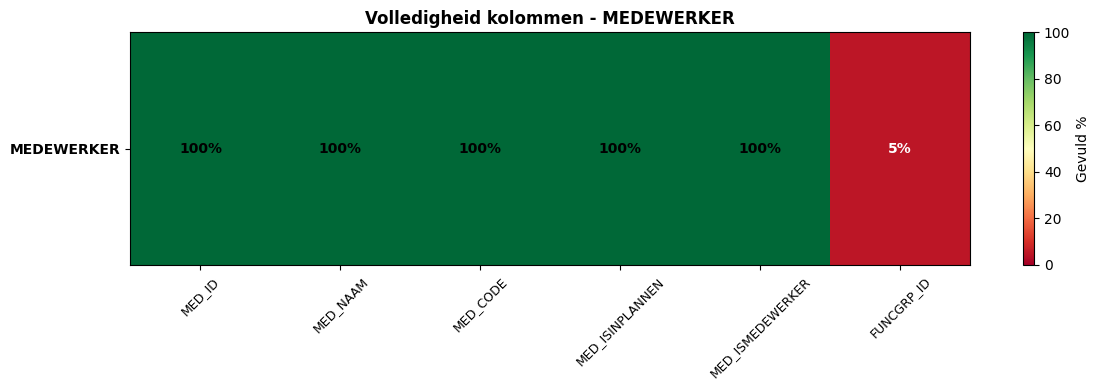 Volledigheid kolommen - MEDEWERKER
MEDEWERKER
100% 100% 100% 100% 100% 5%
MED_ID MED_NAAM MED_CODE MED_ISINPLANNEN MED_ISMEDEWERKER FUNCGRP_ID
100
80
60
40
20
0
Gevuld %